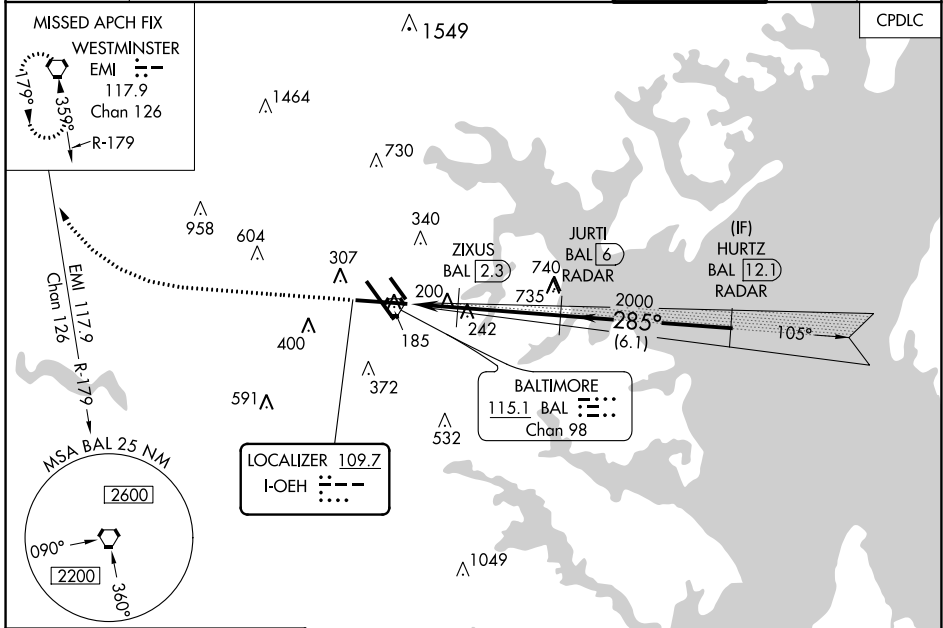 MISSED APCH FIX
WESTMINSTER
EMI
117.9
Chan 126
179°
359°
R-179
1549
CPDLC
1464
730
958
604
340
307
ZIXUS
BAL 2.3
JURTI
BAL 6
RADAR
(IF)
HURTZ
BAL 12.1
RADAR
740
735
200
242
2000
285°
(6.1)
105°
185
400
372
591
532
EMI 117.9
Chan 126
R-179
BALTIMORE
115.1 BAL
Chan 98
LOCALIZER 109.7
I-OEH
MSA BAL 25 NM
2600
090°
2200
360°
1049